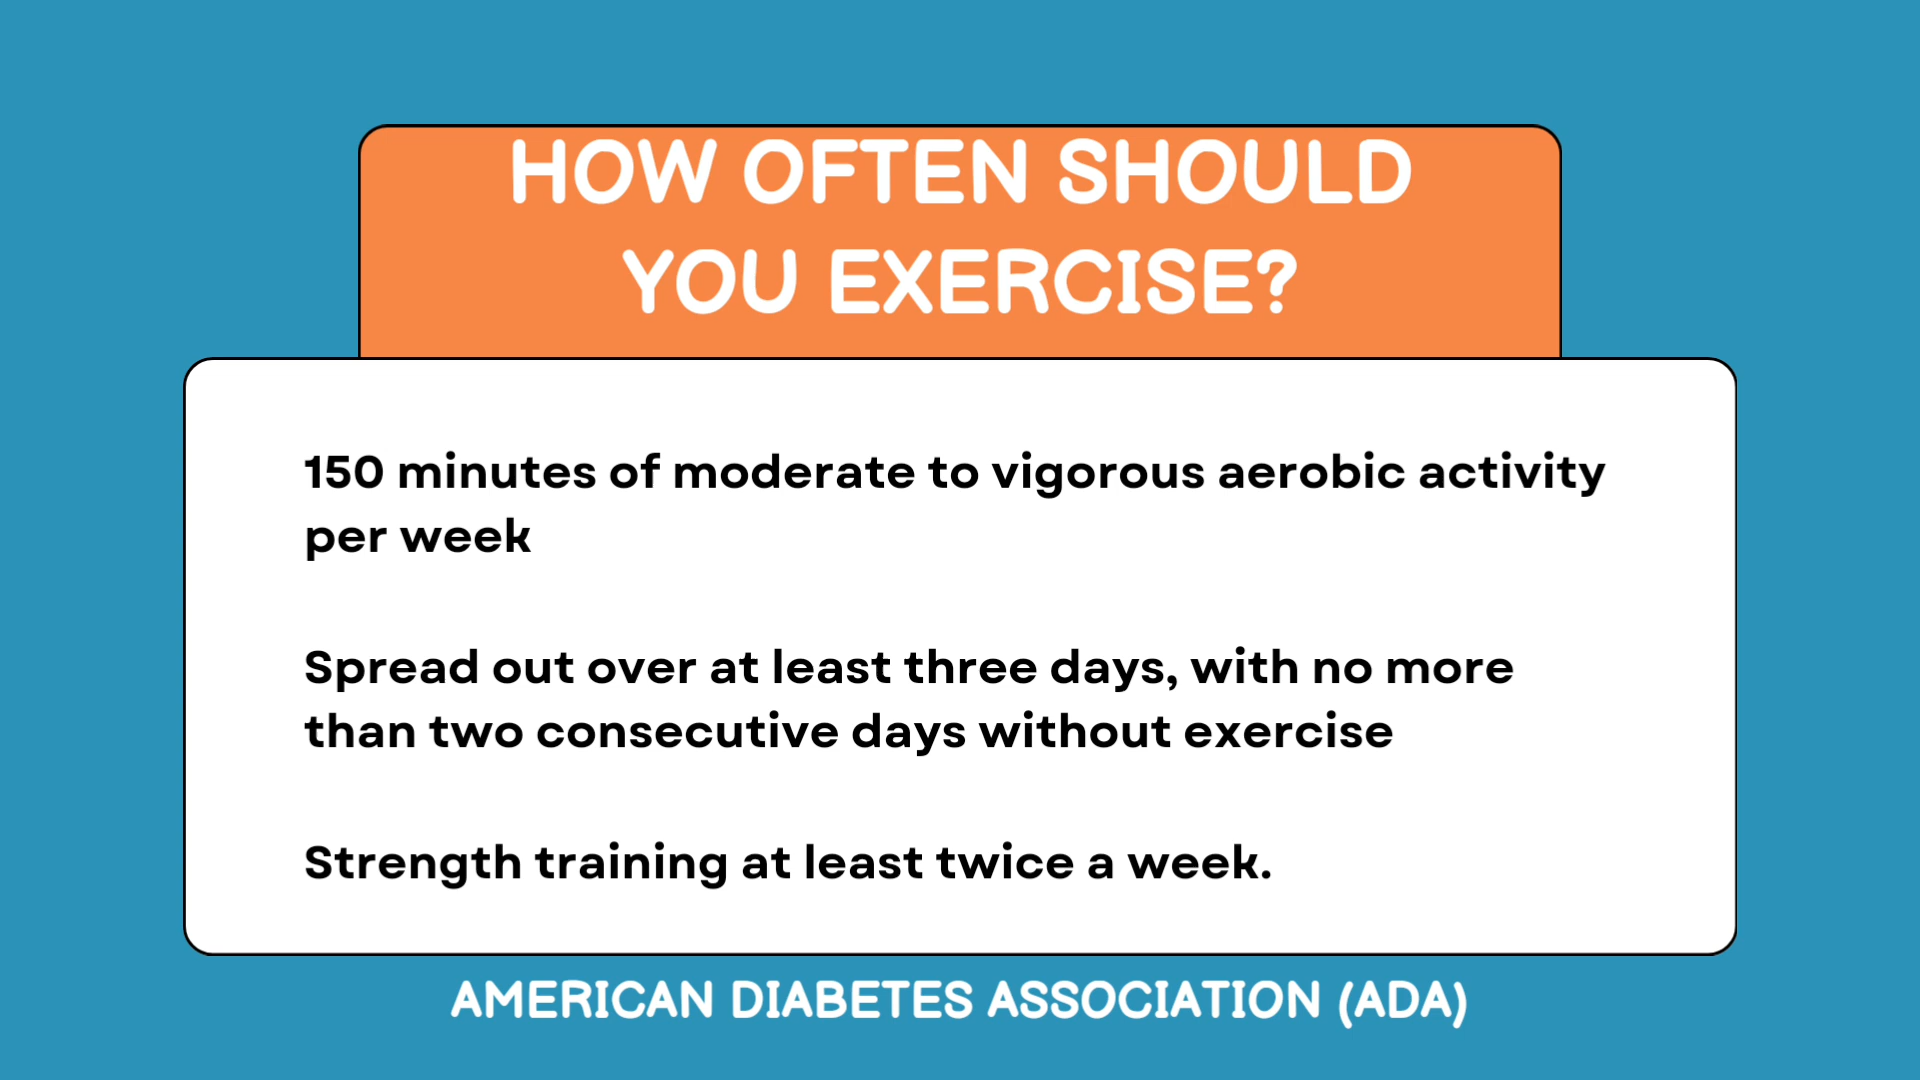 HOW OFTEN SHOULD
YOU EXERCISE?
150 minutes of moderate to vigorous aerobic activity
per week
Spread out over at least three days, with no more
than two consecutive days without exercise
Strength training at least twice a week.
AMERICAN DIABETES ASSOCIATION (ADA)